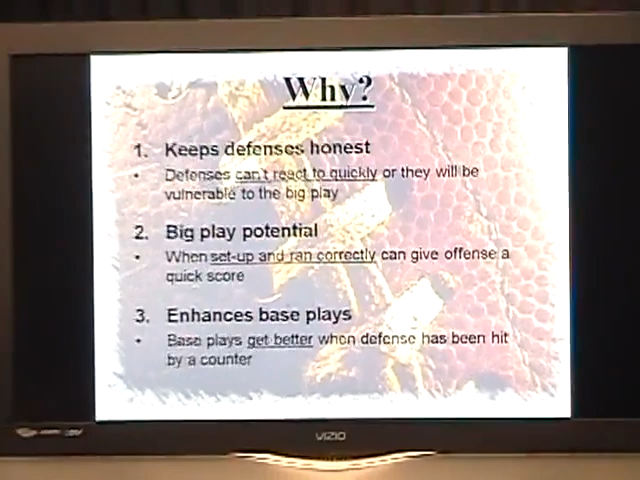 Why?
1. Keeps defenses honest
• Defenses can't react to quickly or they will be
vulnerable to the big play
2. Big play potential
• When set-up and ran correctly can give offense a
quick score
3. Enhances base plays
• Base plays get better when defense has been hit
by a counter
VIZIO